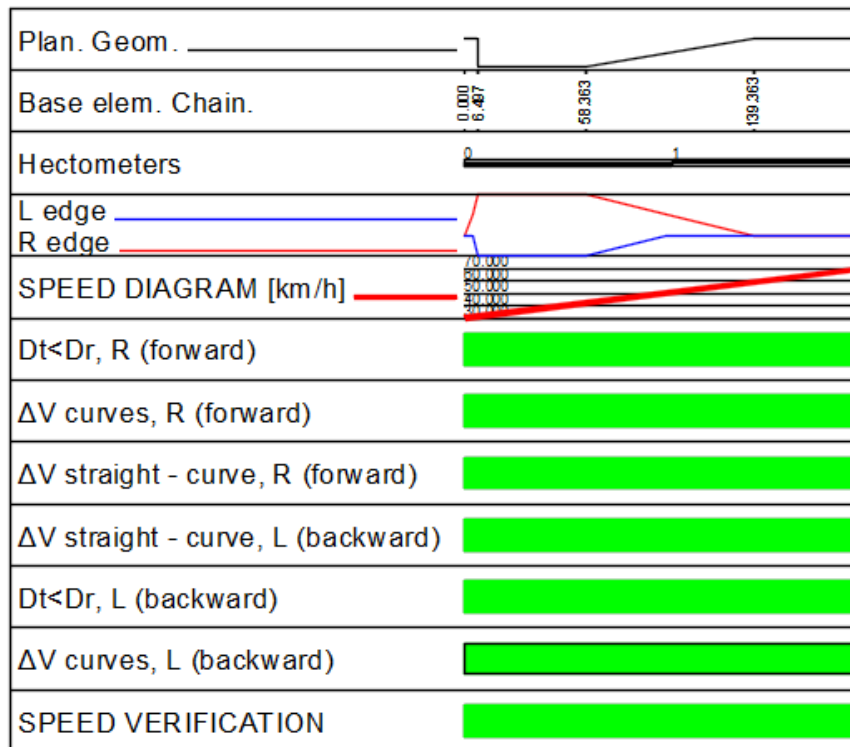 Plan. Geom.
Base elem. Chain.
0.000
6.497
58.363
139.363
Hectometers
0
1
L edge
R edge
70.000
60.000
50.000
40.000
30.000
SPEED DIAGRAM [km/h]
Dt<Dr, R (forward)
ΔV curves, R (forward)
ΔV straight - curve, R (forward)
ΔV straight - curve, L (backward)
Dt<Dr, L (backward)
ΔV curves, L (backward)
SPEED VERIFICATION